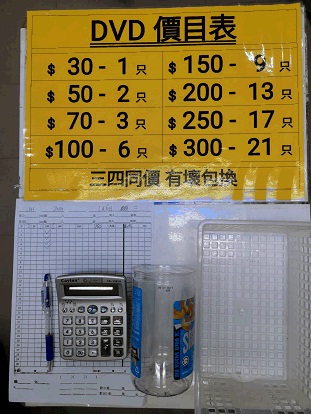 DVD 價目表
$ 30 - 1 只
$ 150 - 9 只
$ 50 - 2 只
$ 200 - 13 只
$ 70 - 3 只
$ 250 - 17 只
$100 - 6 只
$ 300 - 21 只
三四同價 有壞包換